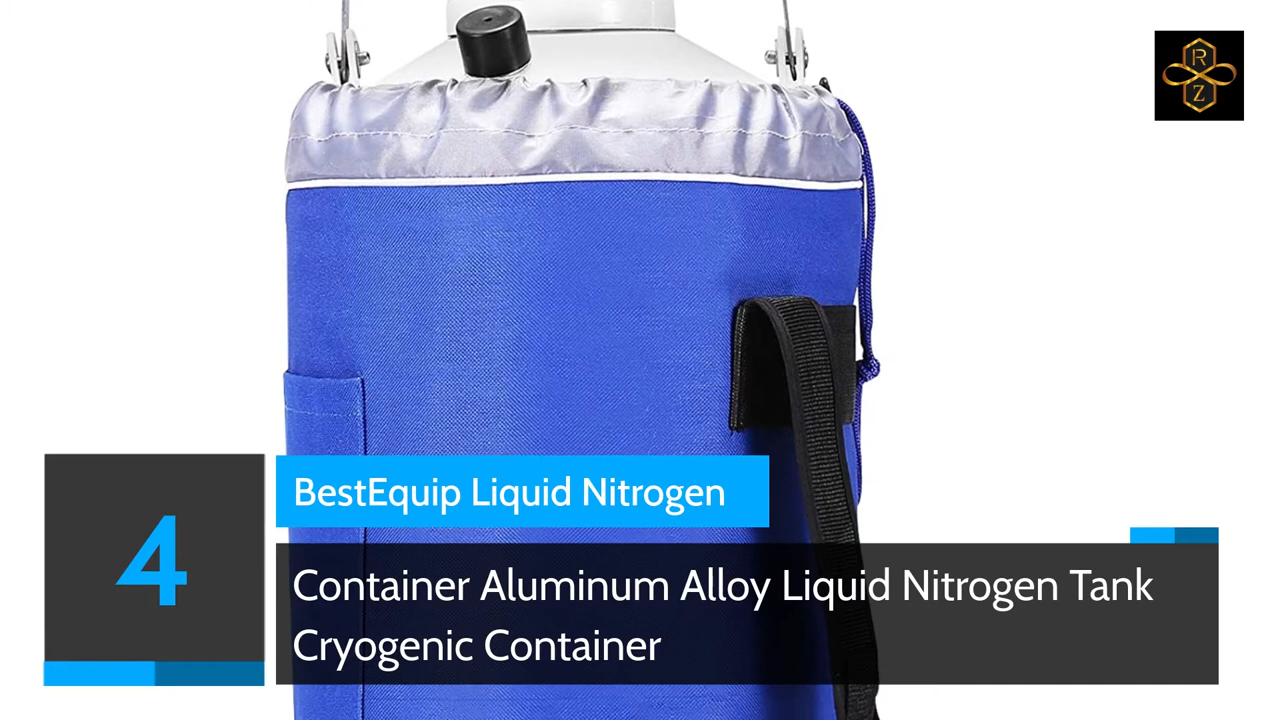 R
Z
4
BestEquip Liquid Nitrogen
Container Aluminum Alloy Liquid Nitrogen Tank
Cryogenic Container